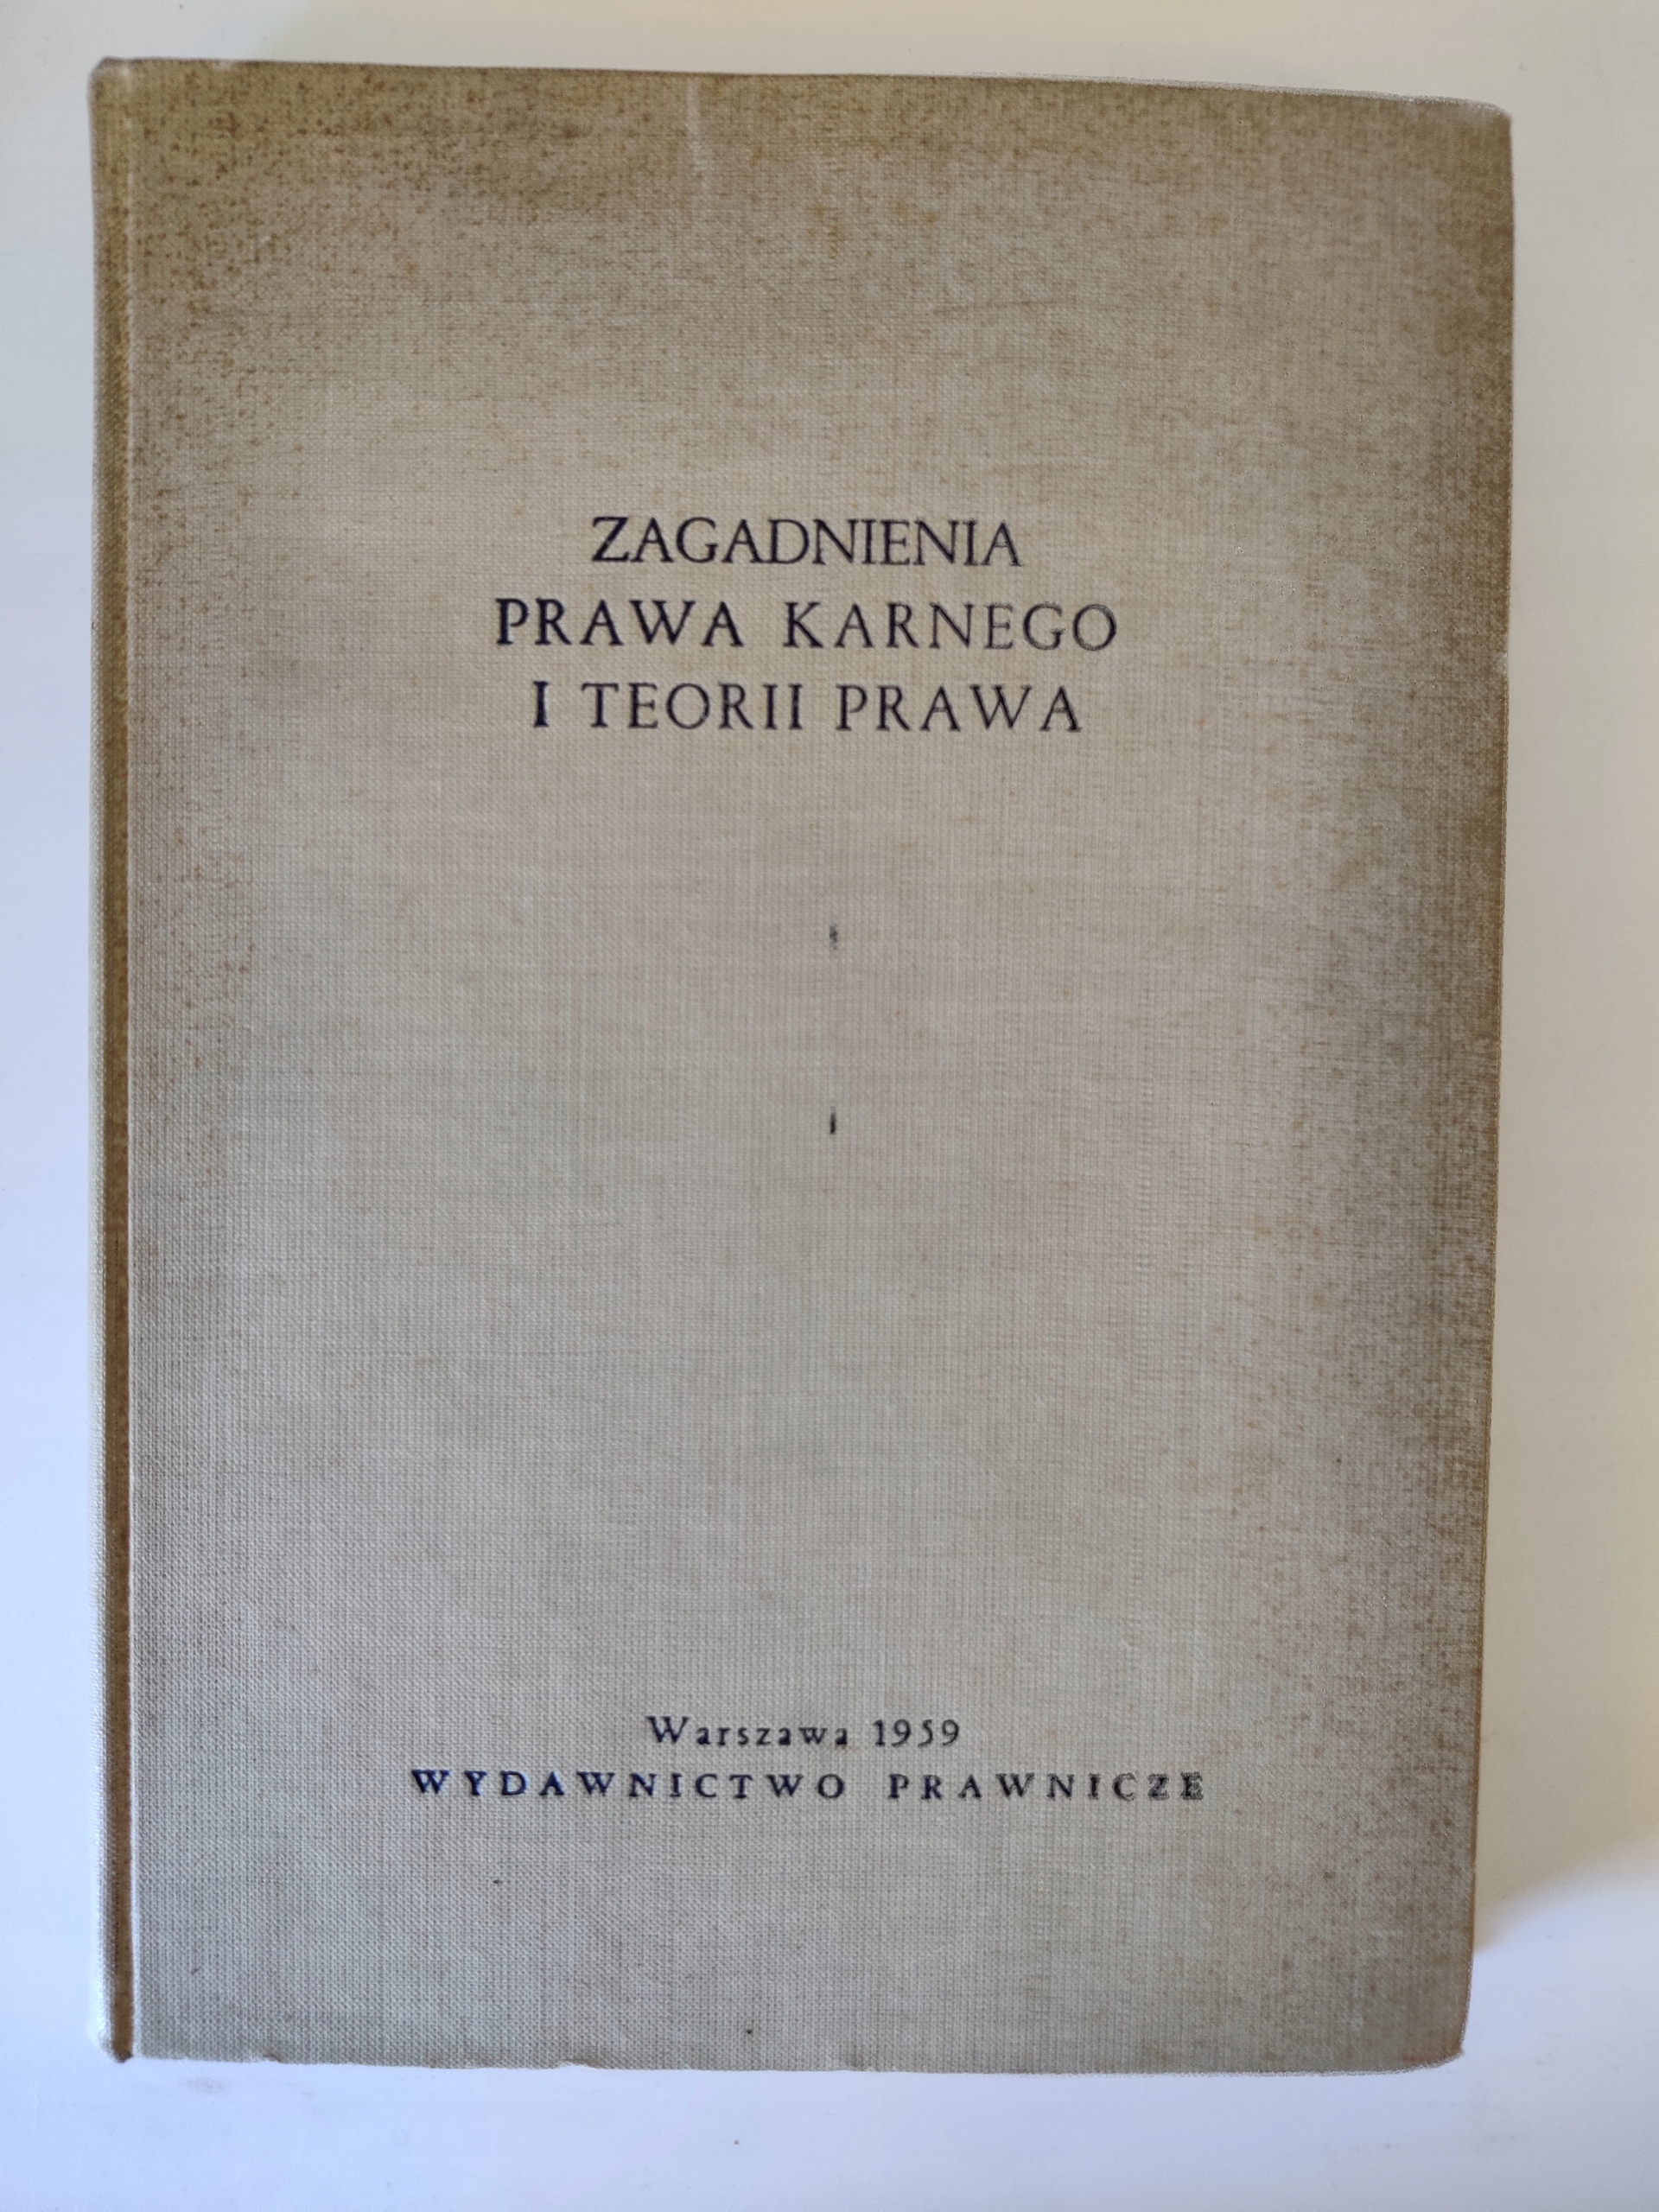 ZAGADNIENIA
PRAWA KARNEGO
I TEORII PRAWA
Warszawa 1959
WYDAWNICTWO PRAWNICZE